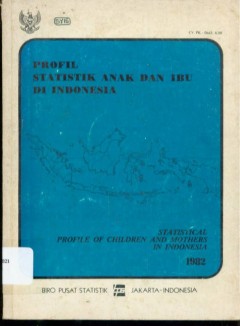 PROFIL
STATISTIK ANAK DAN IBU
DI INDONESIA
STATISTICAL
PROFILE OF CHILDREN AND MOTHERS
IN INDONESIA
1982
BIRO PUSAT STATISTIK
JAKARTA-INDONESIA